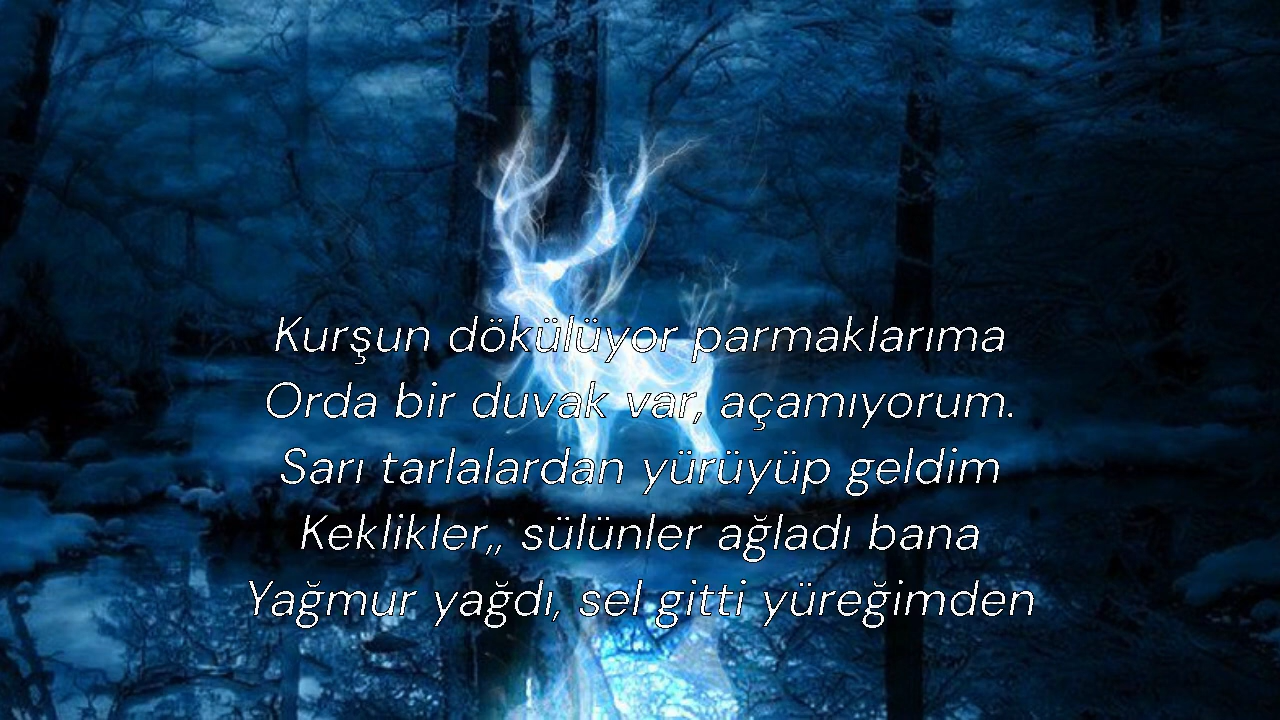 Kurşun dökülüyor parmaklarıma
Orda bir duvak var, açamıyorum.
Sarı tarlalardan yürüyüp geldim
Keklikler,, sülünler ağladı bana
Yağmur yağdı, sel gitti yüreğimden